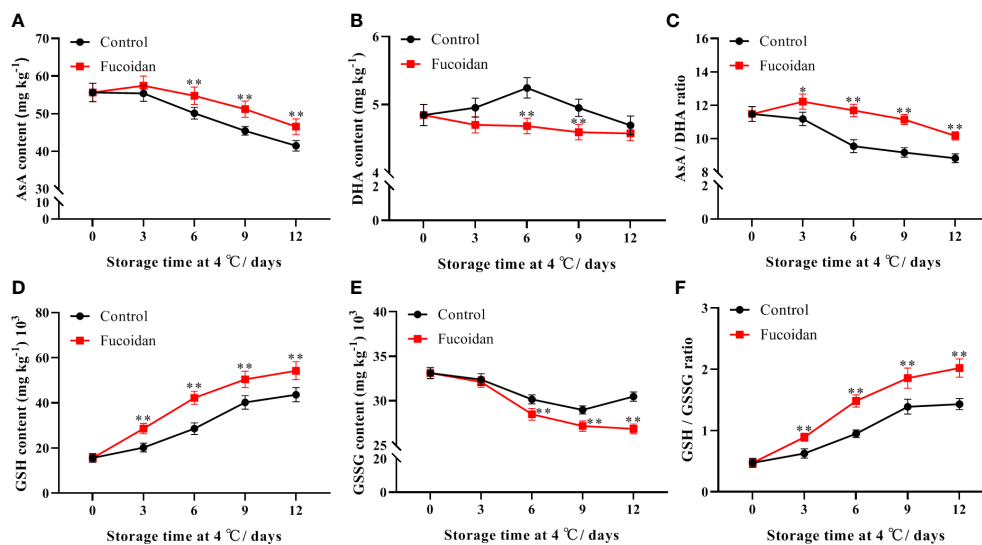 A
AsA content (mg kg⁻¹)
70
60
50
40
30
10
0
Control
Fucoidan
**
**
**
0 3 6 9 12
Storage time at 4 ℃/ days
B
DHA content (mg kg⁻¹)
6
5
4
2
0
Control
Fucoidan
**
**
0 3 6 9 12
Storage time at 4 ℃/ days
C
AsA / DHA ratio
16
14
12
10
8
2
0
Control
Fucoidan
*
**
**
**
0 3 6 9 12
Storage time at 4 ℃/ days
D
GSH content (mg kg⁻¹) 10³
80
60
40
20
0
Control
Fucoidan
**
**
**
**
0 3 6 9 12
Storage time at 4 ℃/ days
E
GSSG content (mg kg⁻¹) 10³
40
35
30
25
20
0
Control
Fucoidan
**
**
**
0 3 6 9 12
Storage time at 4 ℃/ days
F
GSH / GSSG ratio
3
2
1
0
Control
Fucoidan
**
**
**
**
0 3 6 9 12
Storage time at 4 ℃/ days